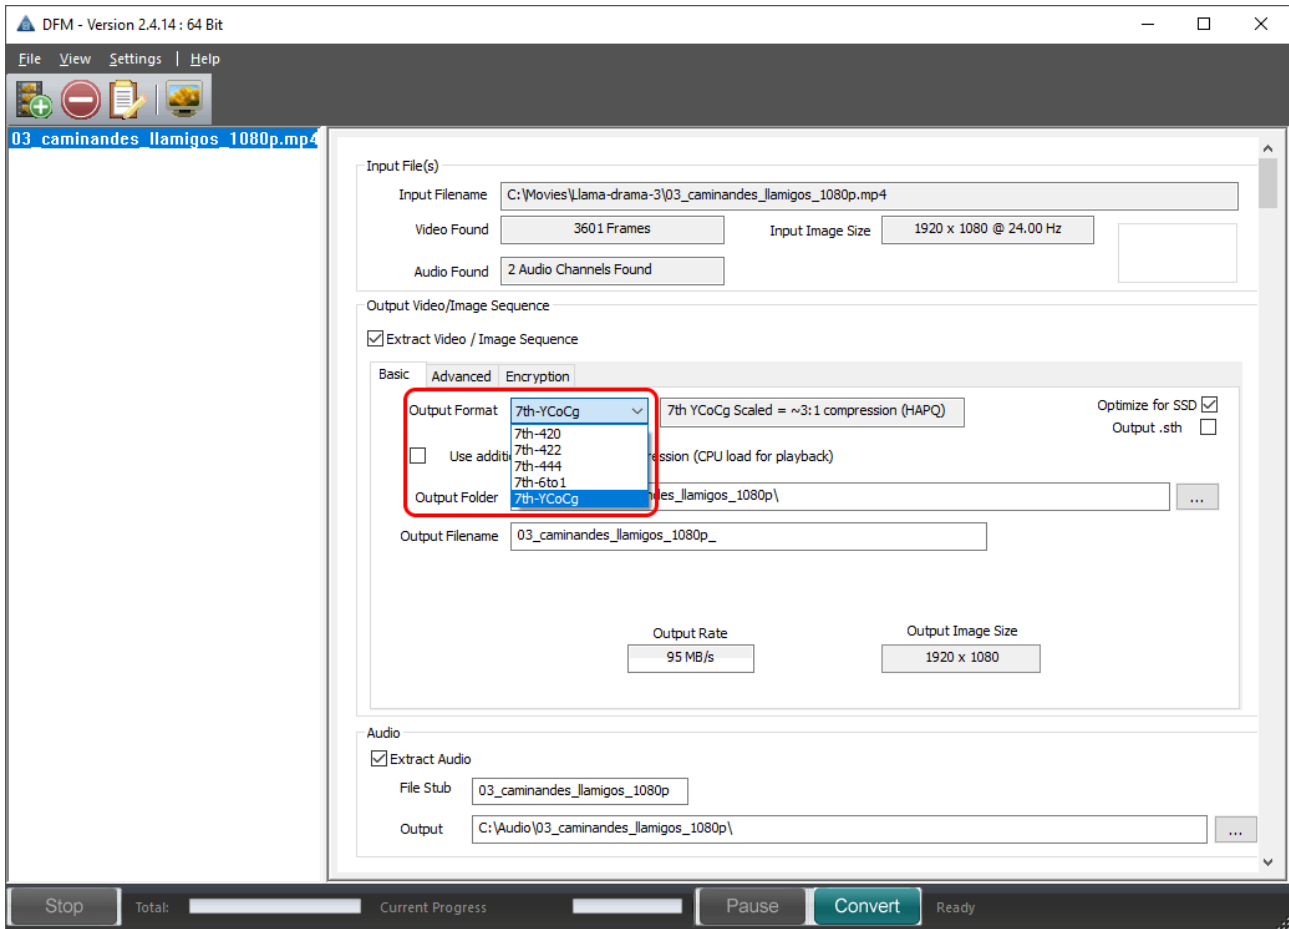 DFM - Version 2.4.14 : 64 Bit
File View Settings | Help
03_caminandes_llamigos_1080p.mp4
Input File(s)
Input Filename C:\Movies\Llama-drama-3\03_caminandes_llamigos_1080p.mp4
Video Found 3601 Frames Input Image Size 1920 x 1080 @ 24.00 Hz
Audio Found 2 Audio Channels Found
Output Video/Image Sequence
Extract Video / Image Sequence
Basic Advanced Encryption
Output Format 7th-YCoCg 7th YCoCg Scaled = ~3:1 compression (HAPQ) Optimize for SSD
Output .sth
7th-420
7th-422
Use additi ession (CPU load for playback)
7th-444
7th-6to1
Output Folder 7th-YCoCg des_llamigos_1080p\ ...
Output Filename 03_caminandes_llamigos_1080p_
Output Rate Output Image Size
95 MB/s 1920 x 1080
Audio
Extract Audio
File Stub 03_caminandes_llamigos_1080p
Output C:\Audio\03_caminandes_llamigos_1080p\ ...
Stop Total: Current Progress Pause Convert Ready